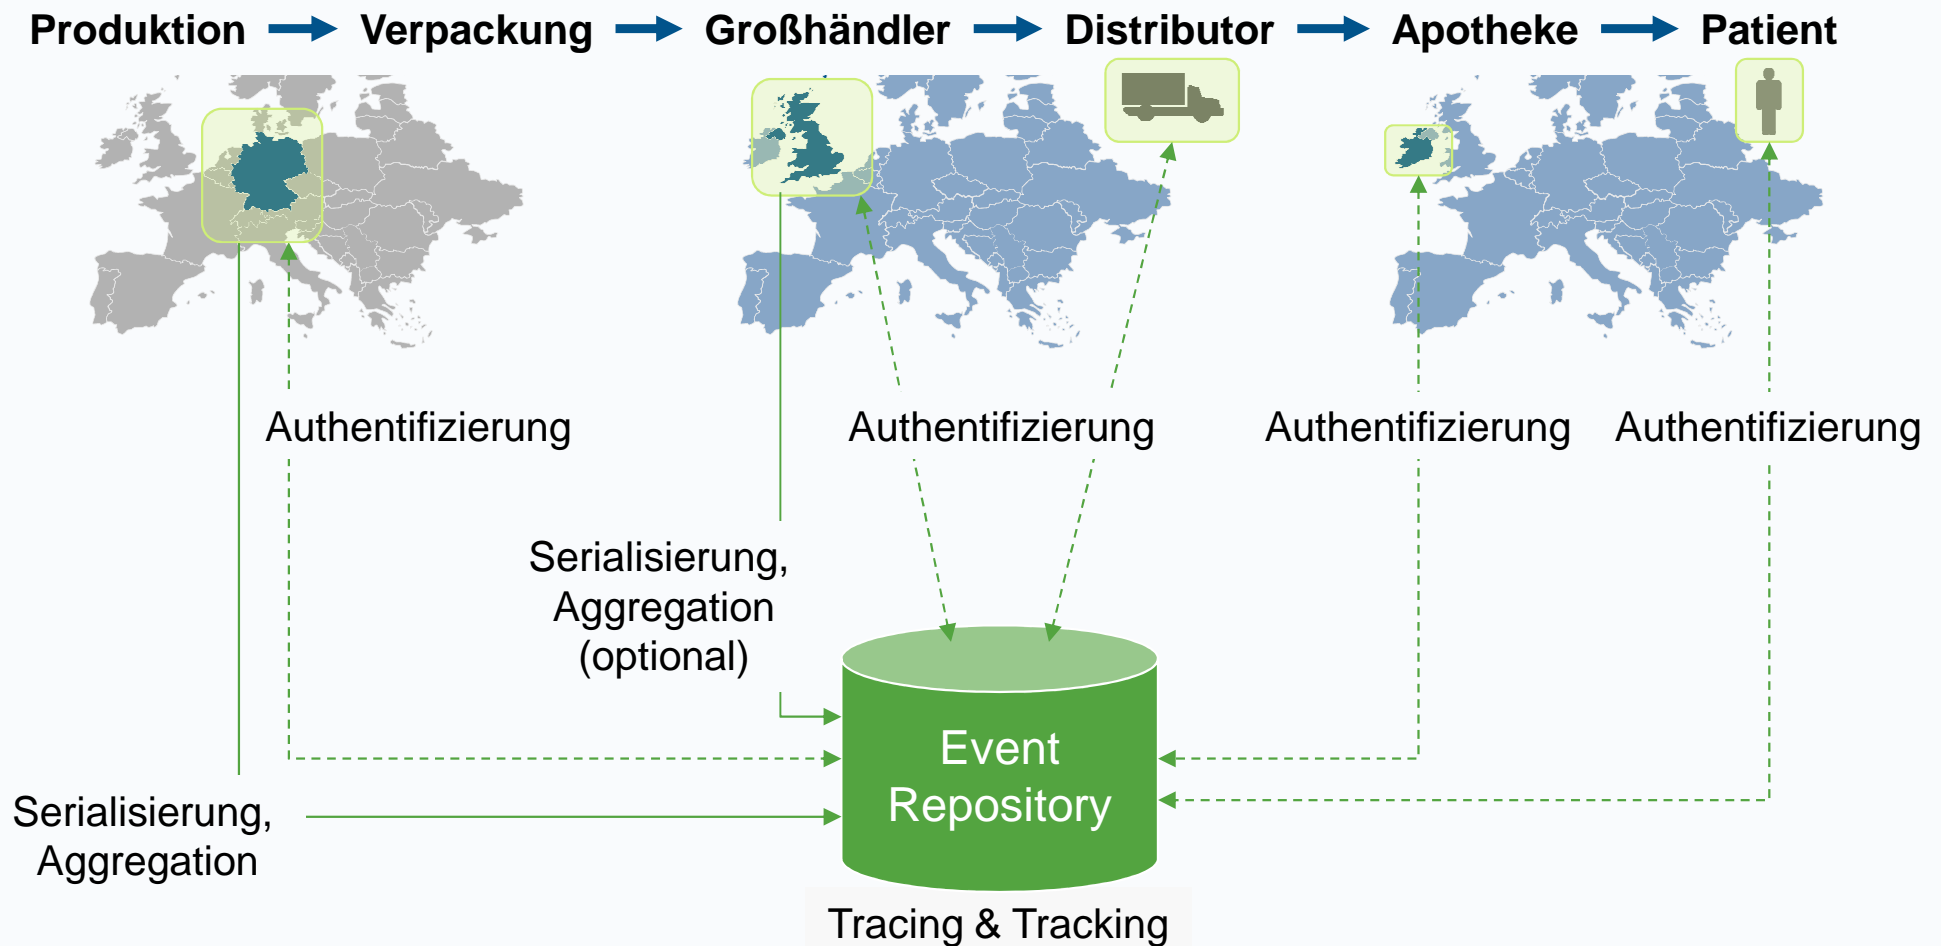 Produktion Verpackung Großhändler Distributor Apotheke Patient
Authentifizierung Authentifizierung Authentifizierung Authentifizierung
Serialisierung,
Aggregation
(optional)
Event
Repository
Serialisierung,
Aggregation
Tracing & Tracking